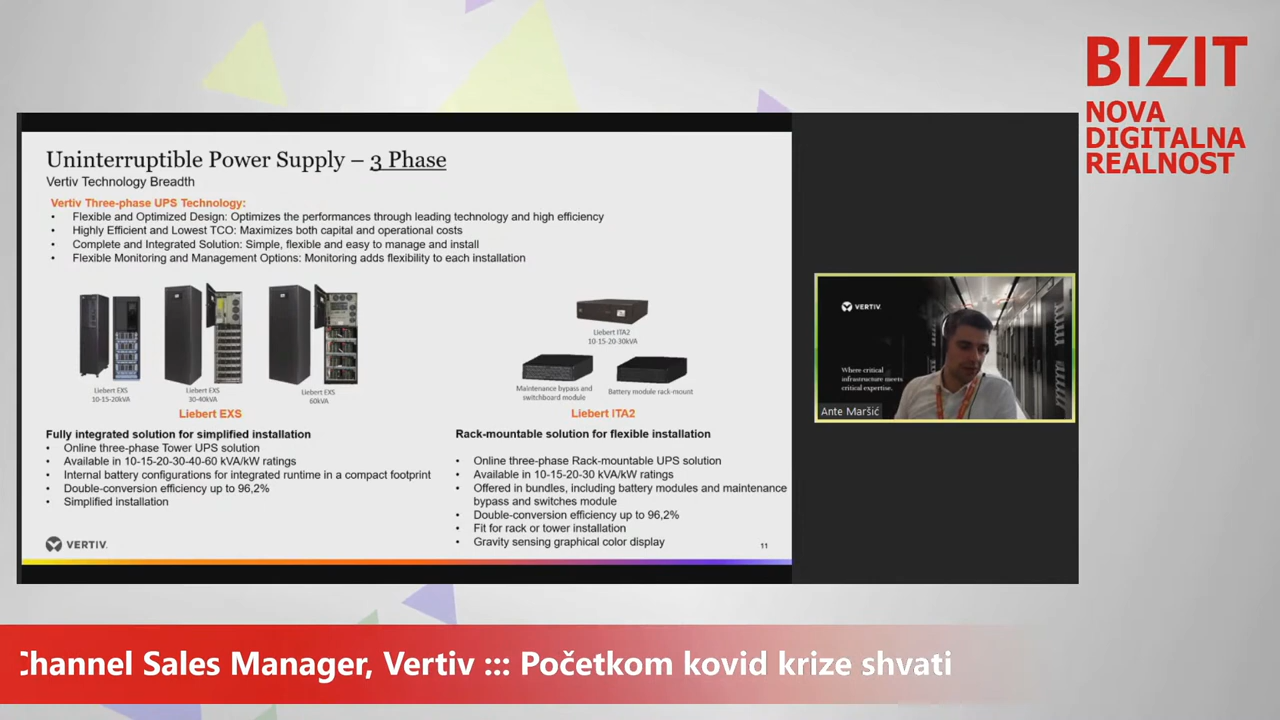 BIZIT
NOVA
DIGITALNA
REALNOST
Uninterruptible Power Supply – 3 Phase
Vertiv Technology Breadth
Vertiv Three-phase UPS Technology:
• Flexible and Optimized Design: Optimizes the performances through leading technology and high efficiency
• Highly Efficient and Lowest TCO: Maximizes both capital and operational costs
• Complete and Integrated Solution: Simple, flexible and easy to manage and install
• Flexible Monitoring and Management Options: Monitoring adds flexibility to each installation
Liebert EXS
10-15-20kVA
Liebert EXS
30-40kVA
Liebert EXS
60kVA
Liebert EXS
Fully integrated solution for simplified installation
• Online three-phase Tower UPS solution
• Available in 10-15-20-30-40-60 kVA/kW ratings
• Internal battery configurations for integrated runtime in a compact footprint
• Double-conversion efficiency up to 96,2%
• Simplified installation
Liebert ITA2
10-15-20-30kVA
Maintenance bypass and
switchboard module
Battery module rack-mount
Liebert ITA2
Rack-mountable solution for flexible installation
• Online three-phase Rack-mountable UPS solution
• Available in 10-15-20-30 kVA/kW ratings
• Offered in bundles, including battery modules and maintenance
bypass and switches module
• Double-conversion efficiency up to 96,2%
• Fit for rack or tower installation
• Gravity sensing graphical color display
VERTIV.
11
VERTIV.
Where critical
infrastructure meets
critical expertise.
Ante Maršić
Channel Sales Manager, Vertiv ::: Početkom kovid krize shvati